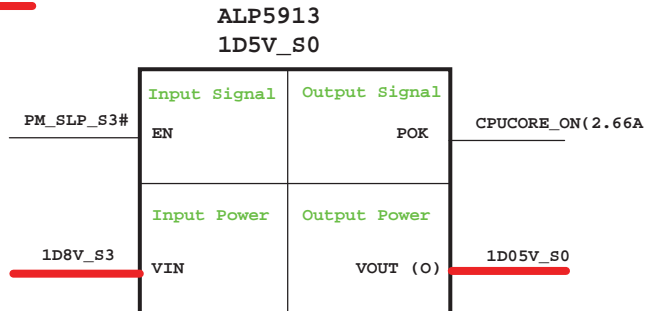 ALP5913
1D5V_S0
Input Signal Output Signal
PM_SLP_S3# EN POK CPUCORE_ON(2.66A
Input Power Output Power
1D8V_S3 VIN VOUT (O) 1D05V_S0